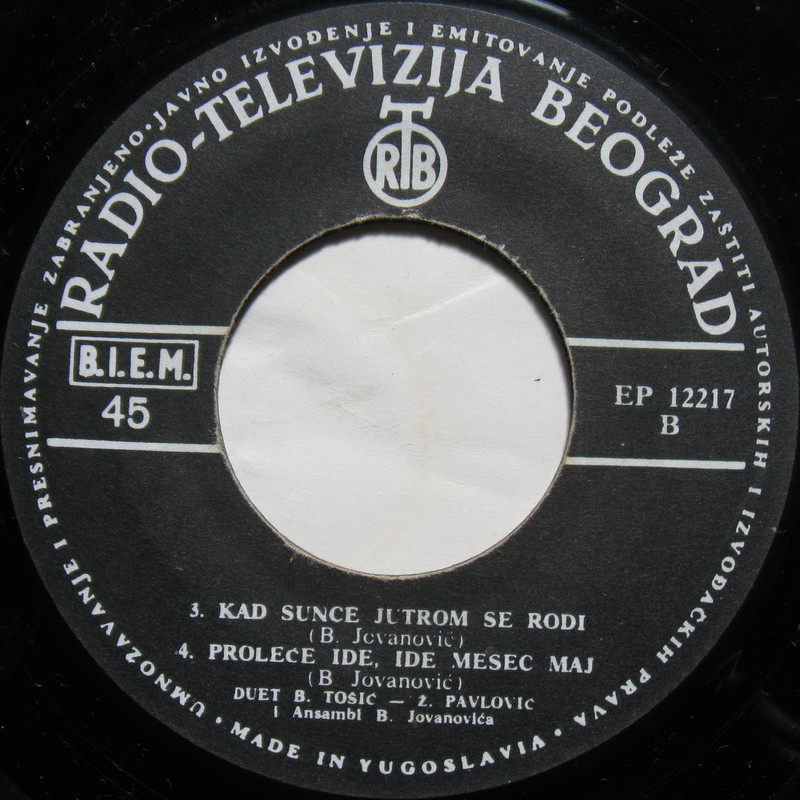 UMNOŽAVANJE I PRESNIMAVANJE ZABRANJENO · JAVNO IZVOĐENJE I EMITOVANJE PODLEŽE ZAŠTITI AUTORSKIH I IZVOĐAČKIH PRAVA · MADE IN YUGOSLAVIA ·
RADIO-TELEVIZIJA BEOGRAD
RTB
B.I.E.M.
45
EP 12217
B
3. KAD SUNCE JUTROM SE RODI
(B. Jovanović)
4. PROLEĆE IDE, IDE MESEC MAJ
(B. Jovanović)
DUET B. TOŠIĆ — Ž. PAVLOVIĆ
i Ansambl B. Jovanovića